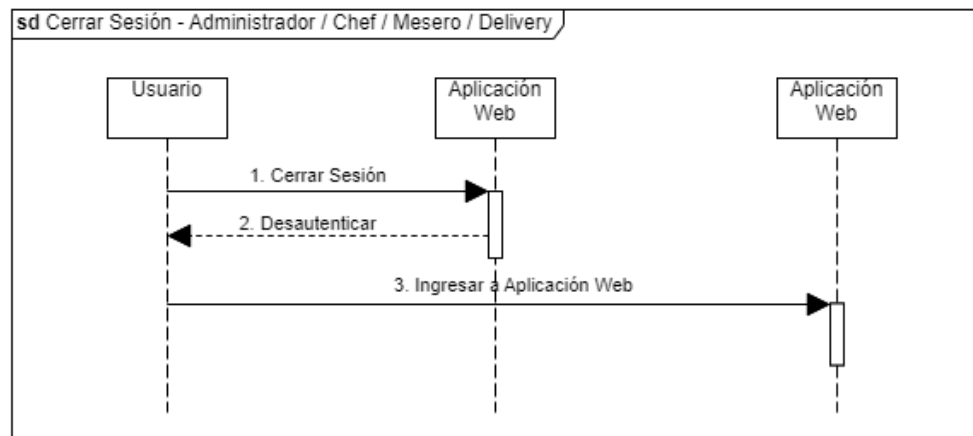 sd Cerrar Sesión - Administrador / Chef / Mesero / Delivery
Usuario
Aplicación
Web
Aplicación
Web
1. Cerrar Sesión
2. Desautenticar
3. Ingresar a Aplicación Web